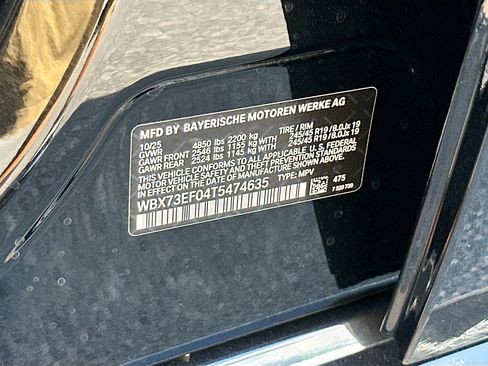 MFD BY BAYERISCHE MOTOREN WERKE AG
10/25 TIRE / RIM
GVWR 4850 lbs 2200 kg
GAWR FRONT 2546 lbs 1155 kg WITH 245/45 R19 / 8.0Jx 19
GAWR REAR 2524 lbs 1145 kg WITH 245/45 R19 / 8.0Jx 19
THIS VEHICLE CONFORMS TO ALL APPLICABLE U.S. FEDERAL
MOTOR VEHICLE SAFETY AND THEFT PREVENTION STANDARDS
IN EFFECT ON THE DATE OF MANUFACTURE SHOWN ABOVE.
WBX73EF04T5474635 TYPE: MPV
475